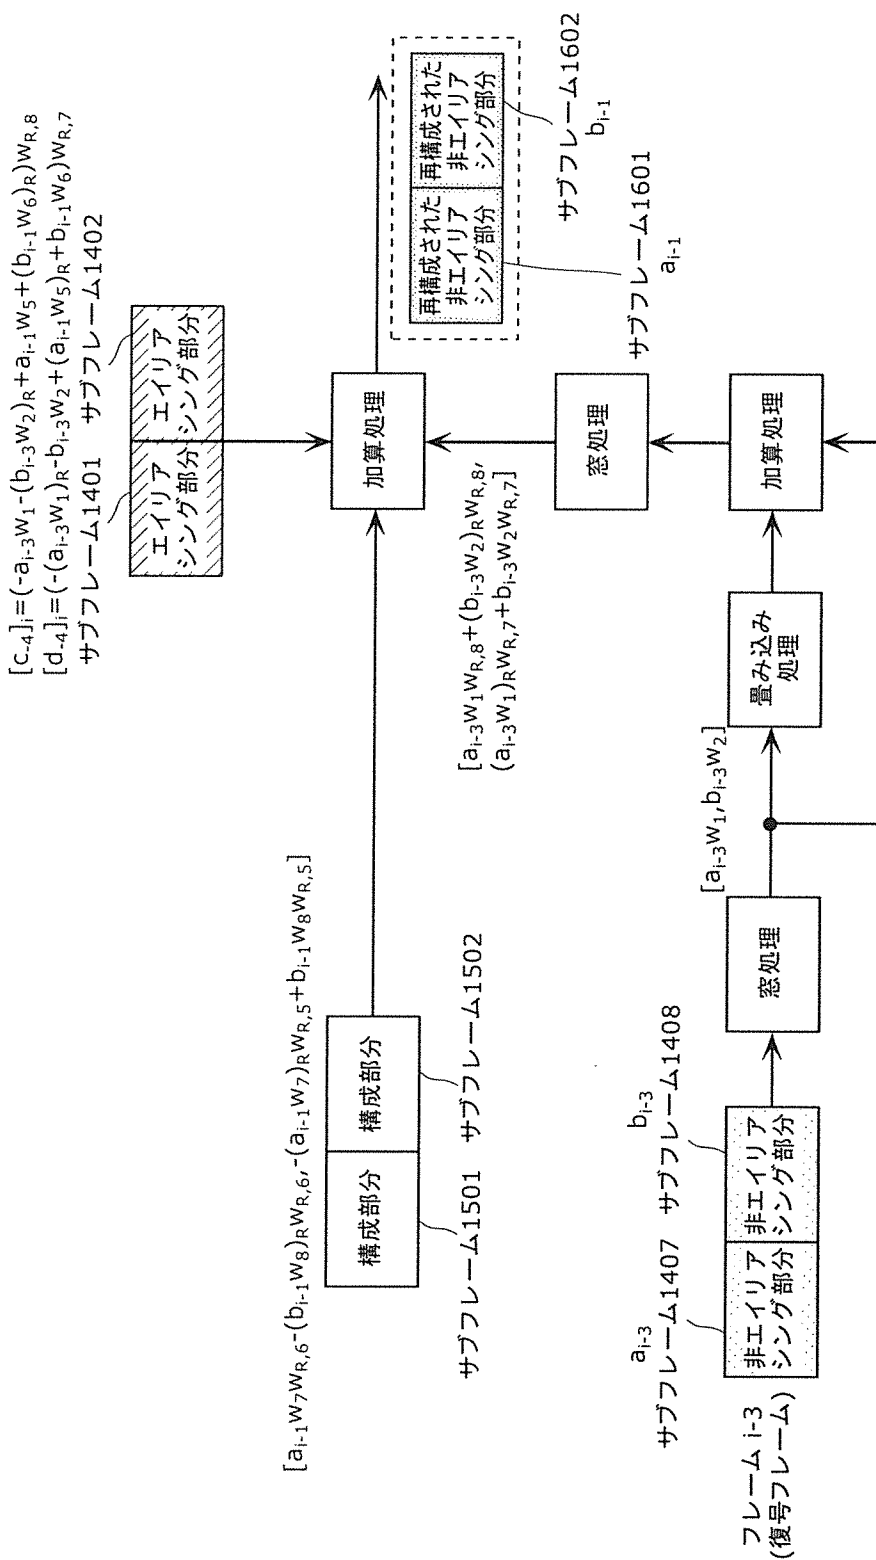 [c₋₄]ᵢ=(-aᵢ₋₃w₁-(bᵢ₋₃w₂)R+aᵢ₋₁w₅+(bᵢ₋₁w₆)R)wR,8
[d₋₄]ᵢ=(-(aᵢ₋₃w₁)R-bᵢ₋₃w₂+(aᵢ₋₁w₅)R+bᵢ₋₁w₆)wR,7
サブフレーム1401
サブフレーム1402
エイリア
シング部分
エイリア
シング部分
[aᵢ₋₁w₇wR,6-(bᵢ₋₁w₈)RwR,6,-(aᵢ₋₁w₇)RwR,5+bᵢ₋₁w₈wR,5]
構成部分
構成部分
サブフレーム1501
サブフレーム1502
加算処理
再構成された
非エイリア
シング部分
再構成された
非エイリア
シング部分
サブフレーム1601
aᵢ₋₁
サブフレーム1602
bᵢ₋₁
[aᵢ₋₃w₁wR,8+(bᵢ₋₃w₂)RwR,8,
(aᵢ₋₃w₁)RwR,7+bᵢ₋₃w₂wR,7]
窓処理
aᵢ₋₃
サブフレーム1407
bᵢ₋₃
サブフレーム1408
フレーム i-3
(復号フレーム)
非エイリア
シング部分
非エイリア
シング部分
窓処理
[aᵢ₋₃w₁,bᵢ₋₃w₂]
畳み込み
処理
加算処理